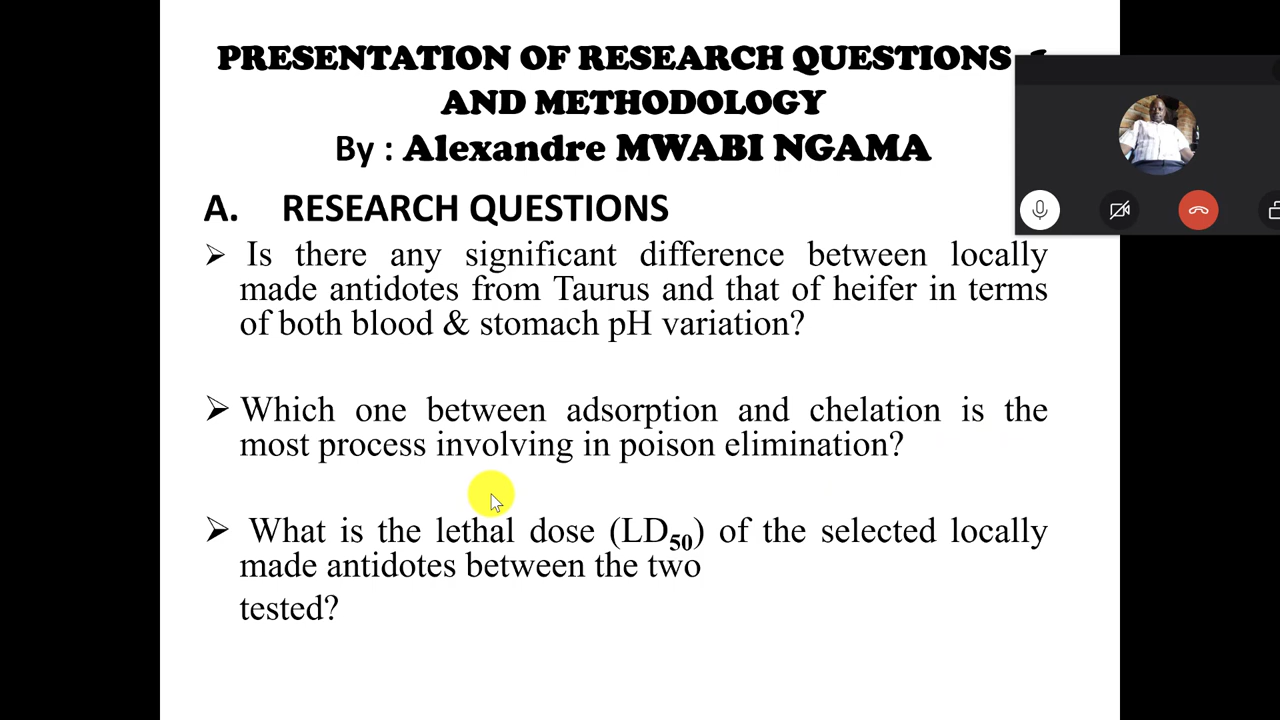 PRESENTATION OF RESEARCH QUESTIONS
AND METHODOLOGY
By : Alexandre MWABI NGAMA
A. RESEARCH QUESTIONS
➢ Is there any significant difference between locally
made antidotes from Taurus and that of heifer in terms
of both blood & stomach pH variation?
➢ Which one between adsorption and chelation is the
most process involving in poison elimination?
➢ What is the lethal dose (LD50) of the selected locally
made antidotes between the two
tested?